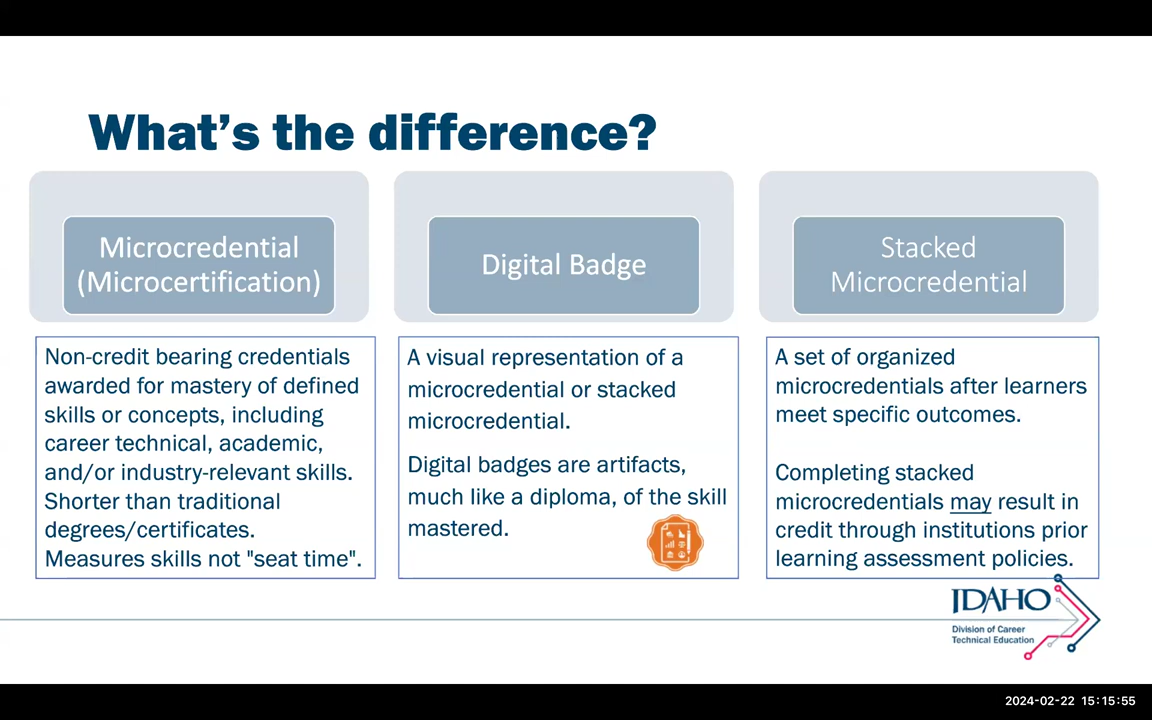 What's the difference?
Microcredential
(Microcertification)
Digital Badge
Stacked
Microcredential
Non-credit bearing credentials
awarded for mastery of defined
skills or concepts, including
career technical, academic,
and/or industry-relevant skills.
Shorter than traditional
degrees/certificates.
Measures skills not "seat time".
A visual representation of a
microcredential or stacked
microcredential.
Digital badges are artifacts,
much like a diploma, of the skill
mastered.
A set of organized
microcredentials after learners
meet specific outcomes.
Completing stacked
microcredentials may result in
credit through institutions prior
learning assessment policies.
IDAHO
Division of Career
Technical Education
2024-02-22 15:15:55